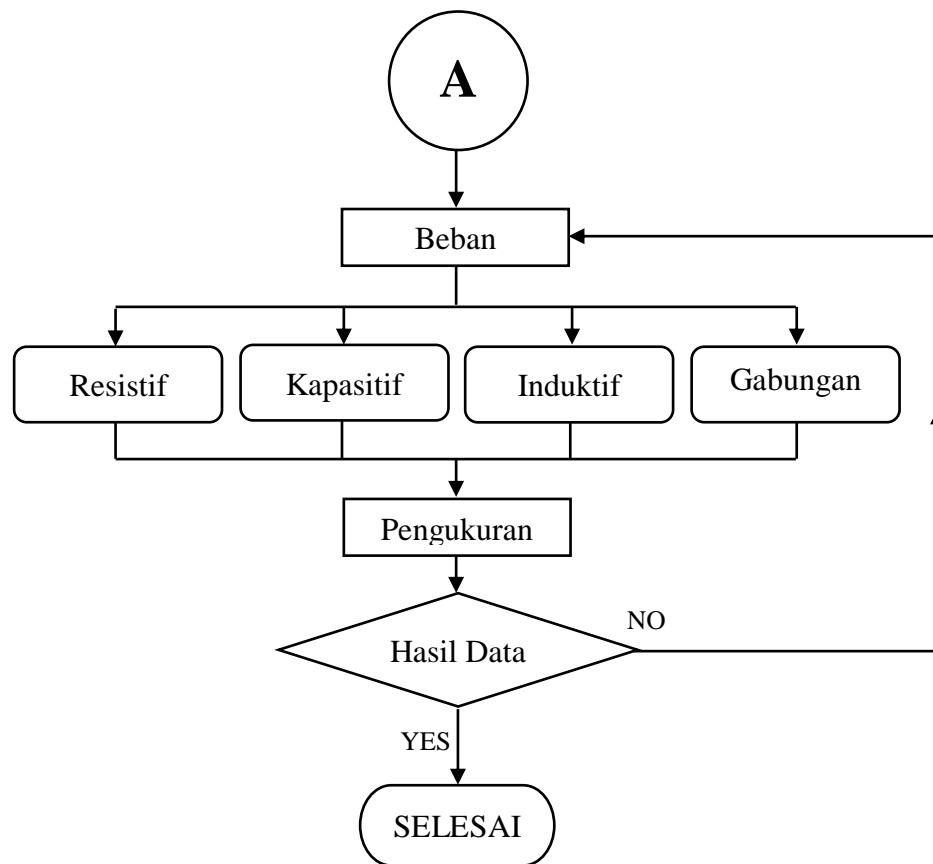 A
Beban
Resistif
Kapasitif
Induktif
Gabungan
Pengukuran
Hasil Data
NO
YES
SELESAI